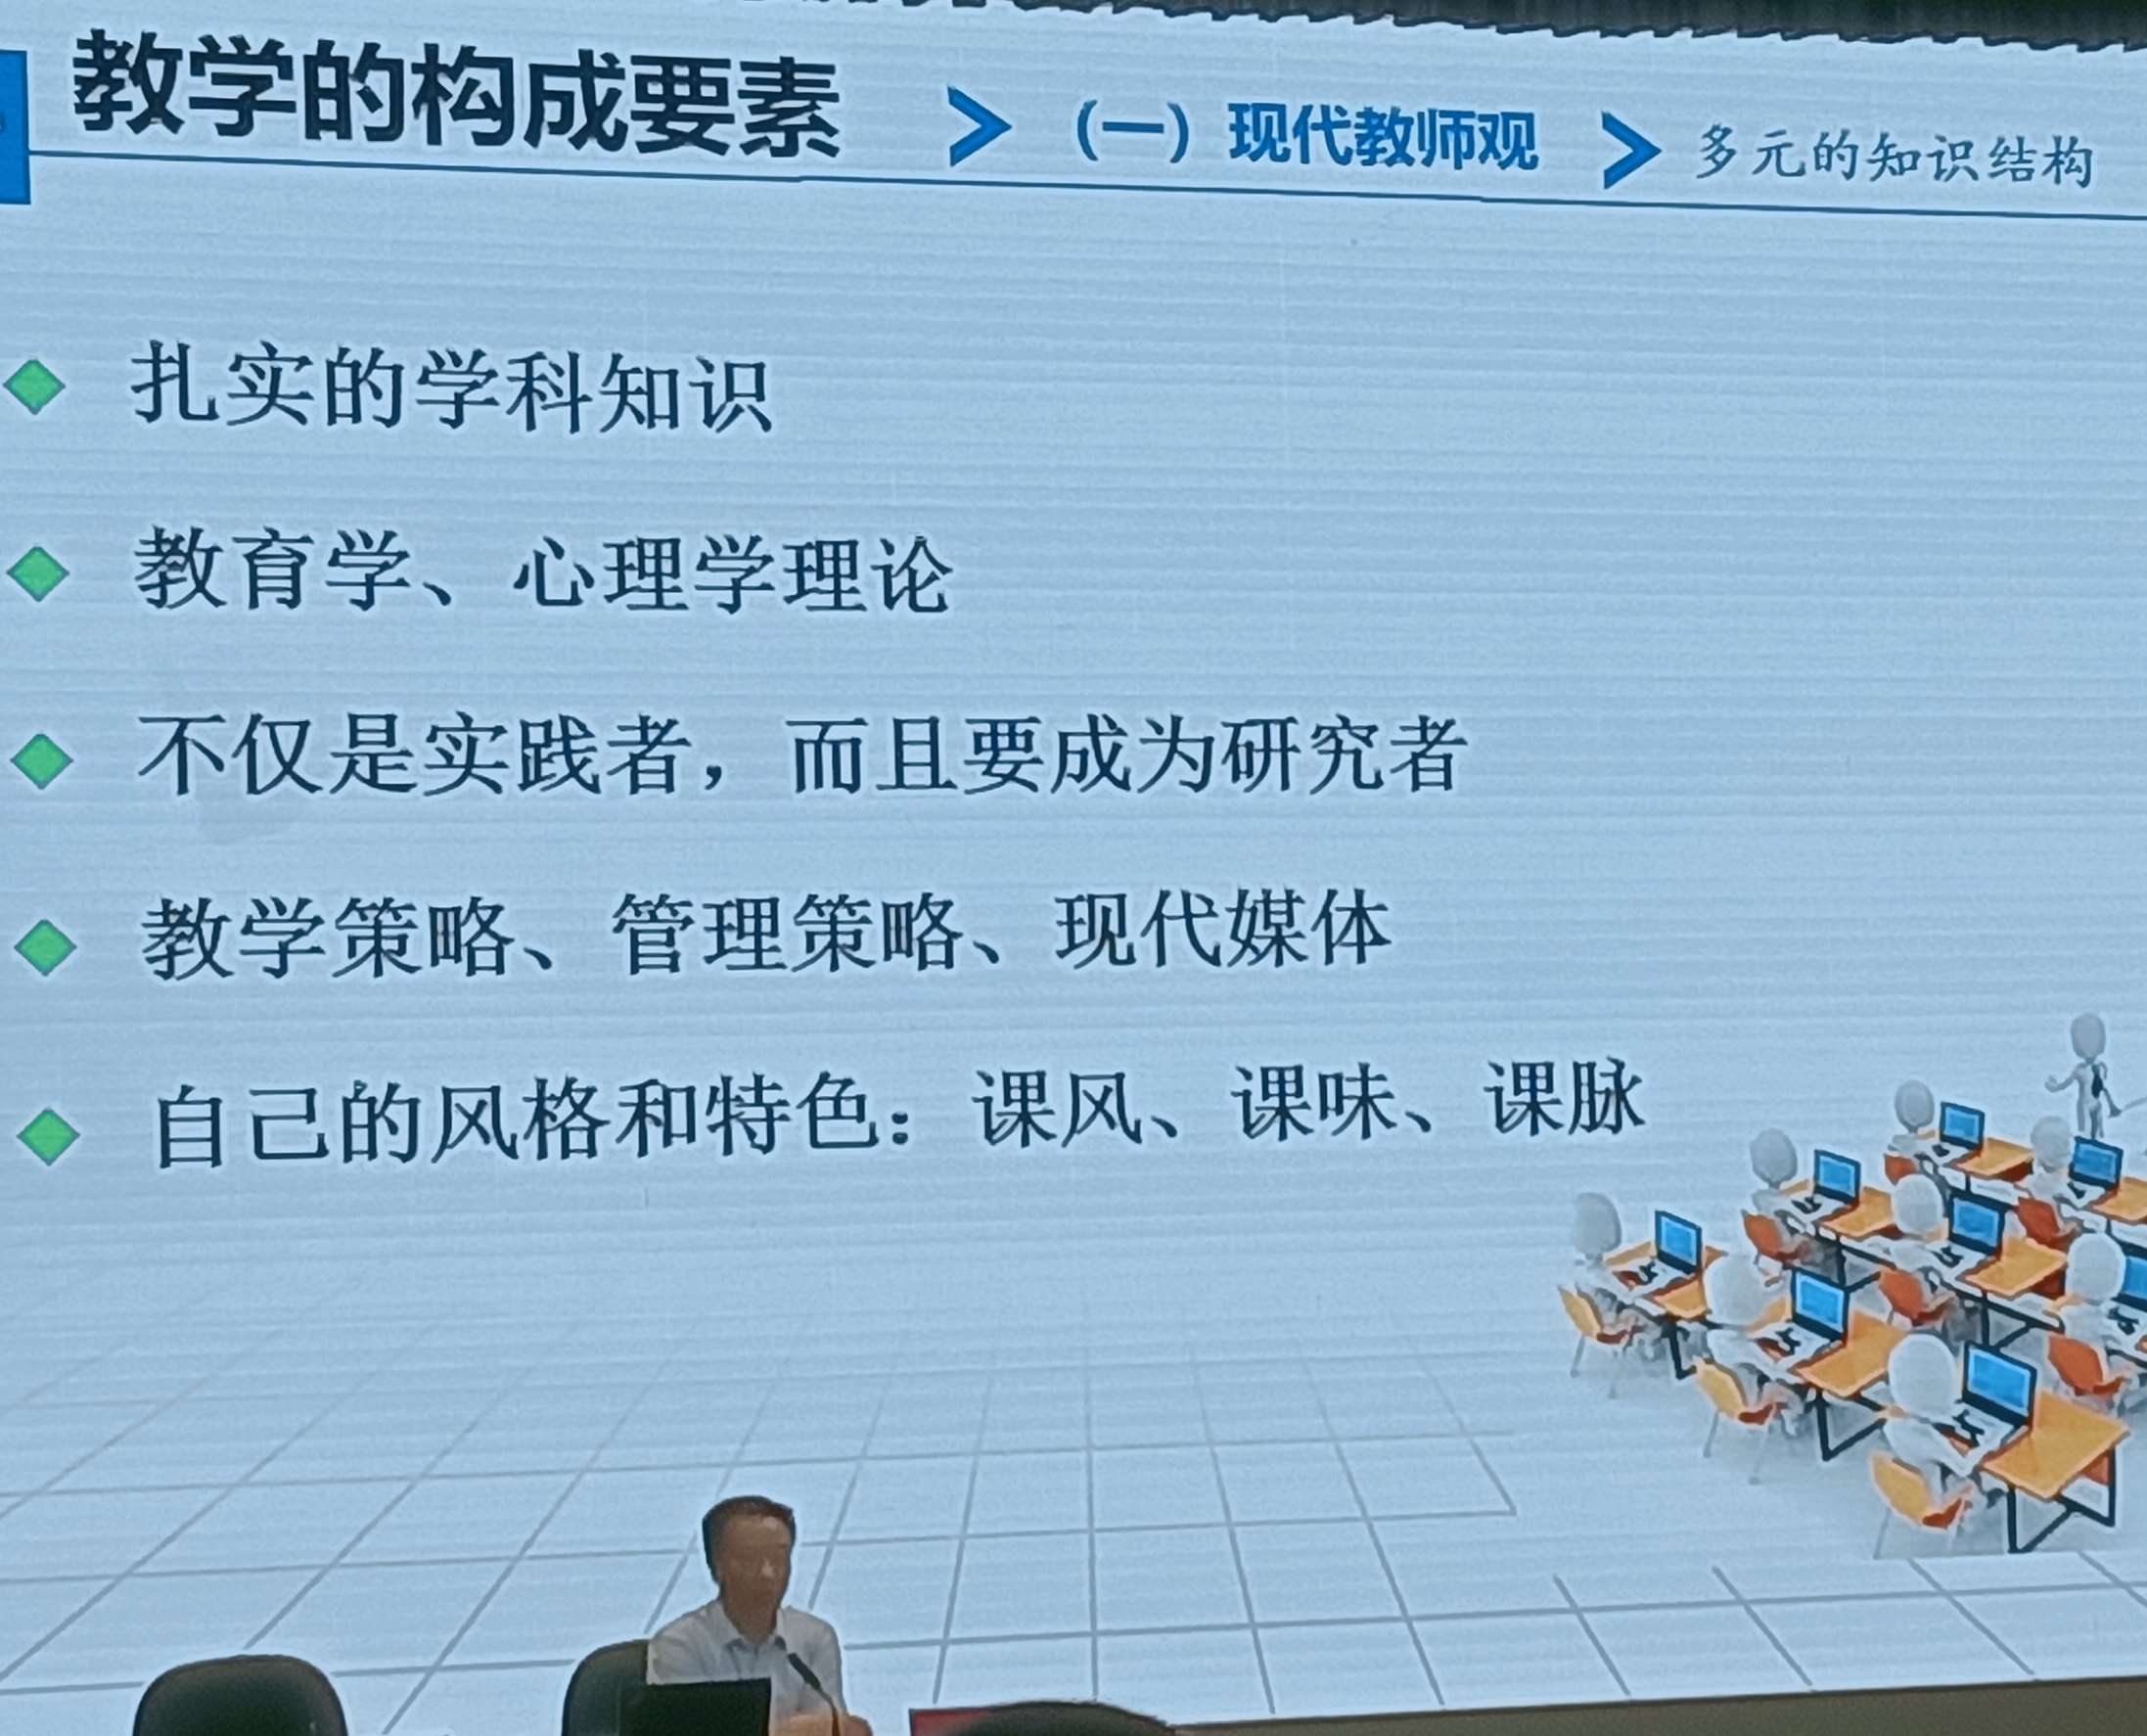 教学的构成要素 > （一）现代教师观 > 多元的知识结构
扎实的学科知识
教育学、心理学理论
不仅是实践者，而且要成为研究者
教学策略、管理策略、现代媒体
自己的风格和特色：课风、课味、课脉